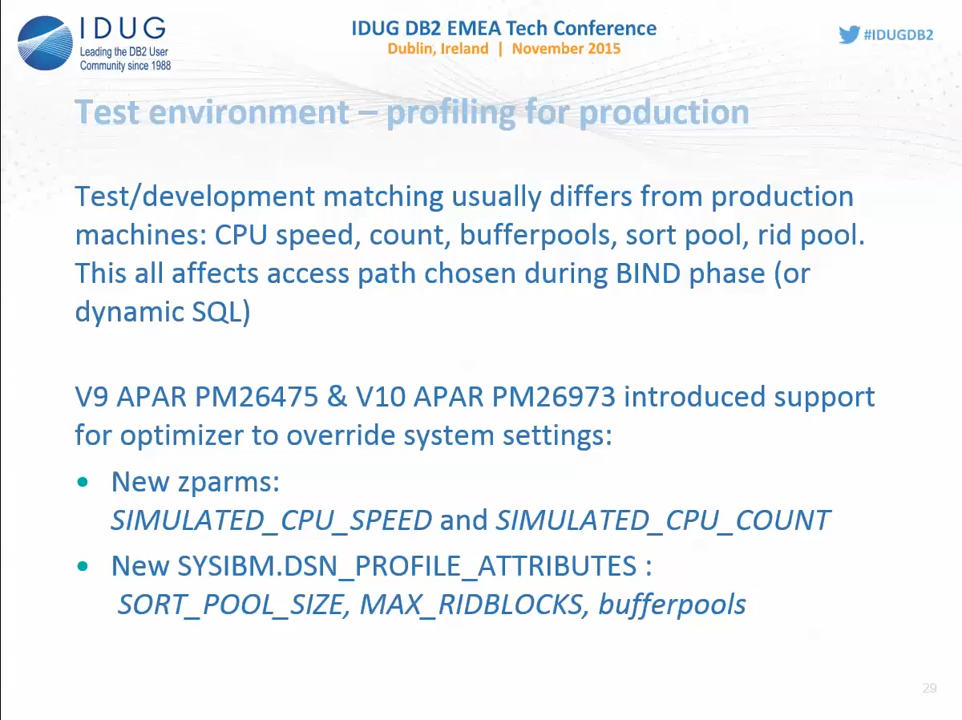 IDUG
Leading the DB2 User
Community since 1988
IDUG DB2 EMEA Tech Conference
Dublin, Ireland | November 2015
#IDUGDB2
Test environment – profiling for production
Test/development matching usually differs from production
machines: CPU speed, count, bufferpools, sort pool, rid pool.
This all affects access path chosen during BIND phase (or
dynamic SQL)
V9 APAR PM26475 & V10 APAR PM26973 introduced support
for optimizer to override system settings:
• New zparms:
SIMULATED_CPU_SPEED and SIMULATED_CPU_COUNT
• New SYSIBM.DSN_PROFILE_ATTRIBUTES :
SORT_POOL_SIZE, MAX_RIDBLOCKS, bufferpools
29